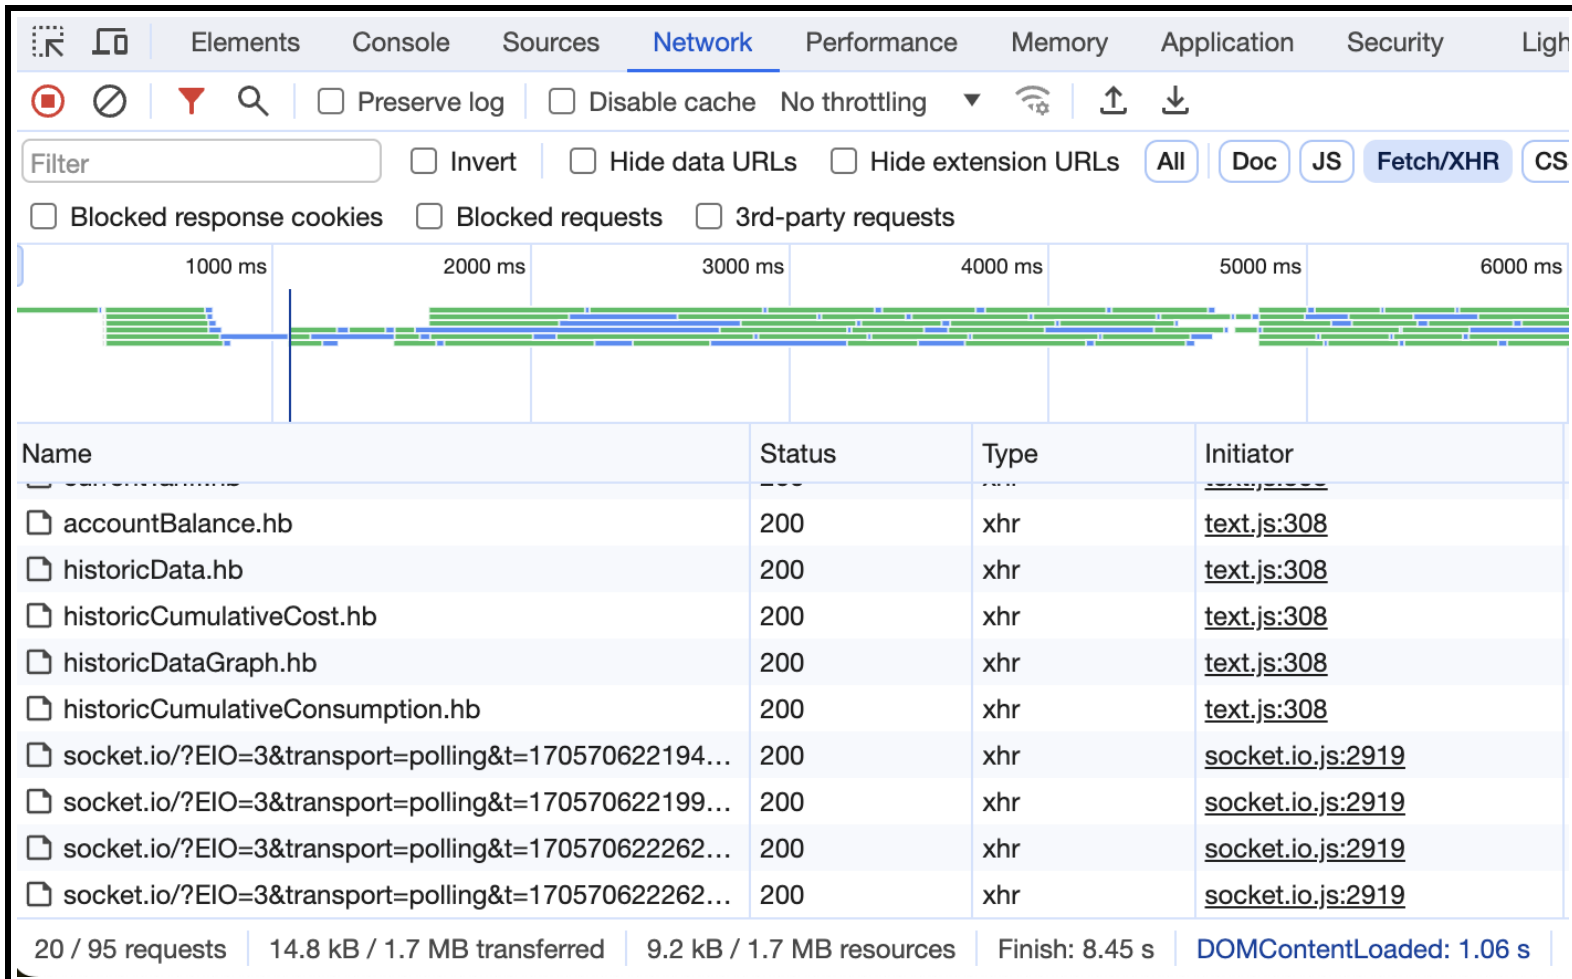 Elements Console Sources Network Performance Memory Application Security Ligh
Preserve log Disable cache No throttling
Filter Invert Hide data URLs Hide extension URLs All Doc JS Fetch/XHR CS
Blocked response cookies Blocked requests 3rd-party requests
1000 ms 2000 ms 3000 ms 4000 ms 5000 ms 6000 ms
Name Status Type Initiator
accountBalance.hb 200 xhr text.js:308
historicData.hb 200 xhr text.js:308
historicCumulativeCost.hb 200 xhr text.js:308
historicDataGraph.hb 200 xhr text.js:308
historicCumulativeConsumption.hb 200 xhr text.js:308
socket.io/?EIO=3&transport=polling&t=170570622194... 200 xhr socket.io.js:2919
socket.io/?EIO=3&transport=polling&t=170570622199... 200 xhr socket.io.js:2919
socket.io/?EIO=3&transport=polling&t=170570622262... 200 xhr socket.io.js:2919
socket.io/?EIO=3&transport=polling&t=170570622262... 200 xhr socket.io.js:2919
20 / 95 requests 14.8 kB / 1.7 MB transferred 9.2 kB / 1.7 MB resources Finish: 8.45 s DOMContentLoaded: 1.06 s